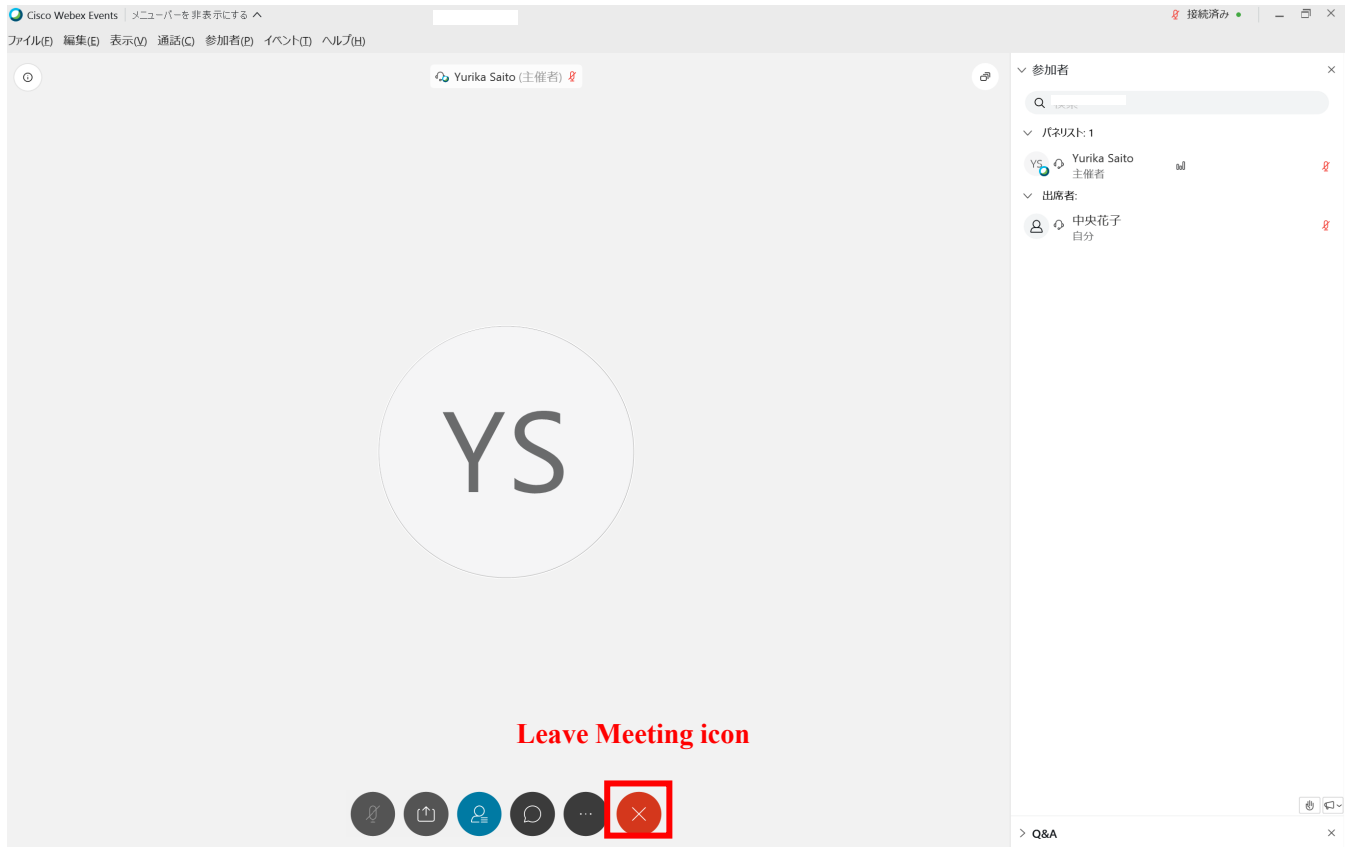 Cisco Webex Events メニューバーを非表示にする 接続済み
ファイル(F) 編集(E) 表示(V) 通話(C) 参加者(P) イベント(T) ヘルプ(H)
Yurika Saito (主催者)
参加者
パネリスト: 1
YS Yurika Saito
主催者
出席者:
中央花子
自分
YS
Leave Meeting icon
Q&A